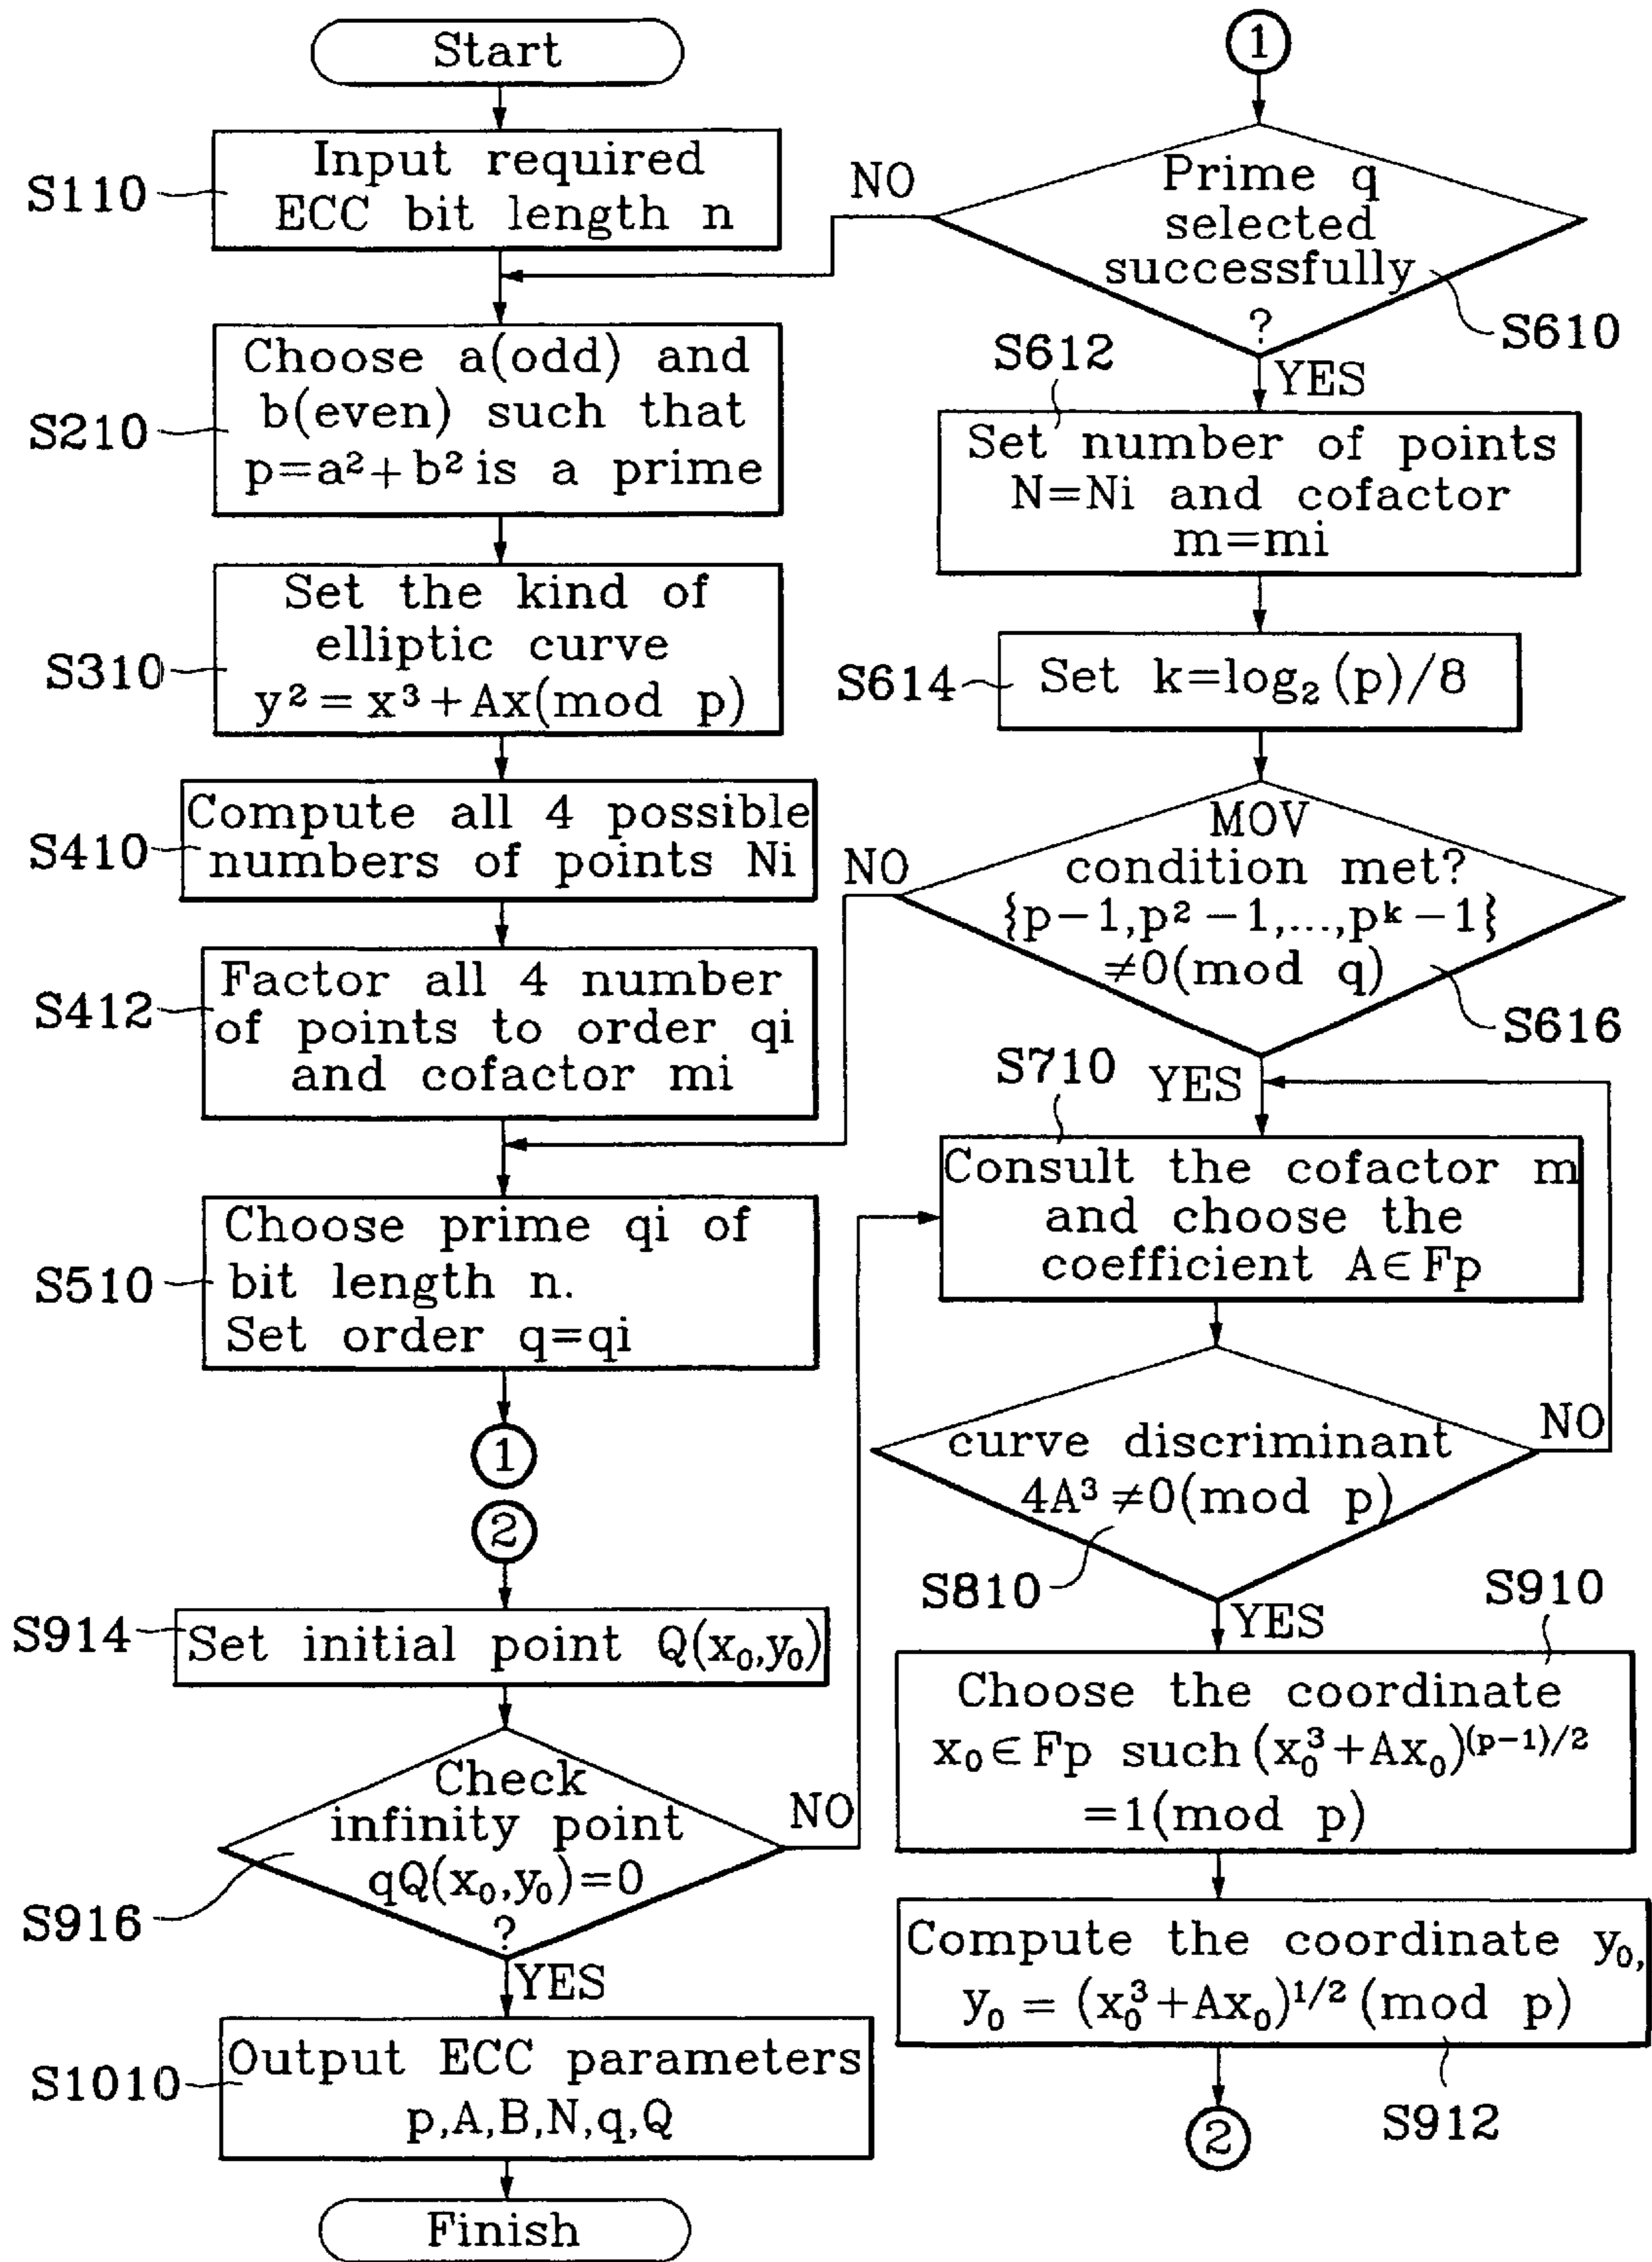 Start
S110
Input required
ECC bit length n
S210
Choose a(odd) and
b(even) such that
p=a²+b² is a prime
S310
Set the kind of
elliptic curve
y²=x³+Ax(mod p)
S410
Compute all 4 possible
numbers of points Ni
S412
Factor all 4 number
of points to order qi
and cofactor mi
S510
Choose prime qi of
bit length n.
Set order q=qi
1
1
Prime q
selected
successfully
?
S610
NO
YES
S612
Set number of points
N=Ni and cofactor
m=mi
S614
Set k=log₂(p)/8
MOV
condition met?
{p-1,p²-1,...,pᵏ-1}
≠0(mod q)
S616
NO
YES
S710
Consult the cofactor m
and choose the
coefficient A∈Fp
curve discriminant
4A³≠0(mod p)
S810
NO
YES
S910
Choose the coordinate
x₀∈Fp such (x₀³+Ax₀)⁽ᵖ⁻¹⁾/²
=1(mod p)
Compute the coordinate y₀,
y₀=(x₀³+Ax₀)¹/²(mod p)
S912
2
2
S914
Set initial point Q(x₀,y₀)
Check
infinity point
qQ(x₀,y₀)=0
?
S916
NO
YES
S1010
Output ECC parameters
p,A,B,N,q,Q
Finish